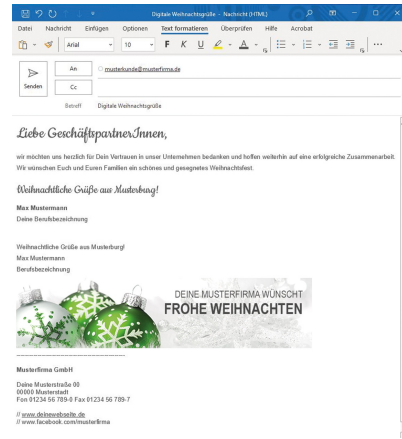 Digitale Weihnachtsgrüße - Nachricht (HTML)
Datei Nachricht Einfügen Optionen Text formatieren Überprüfen Hilfe Acrobat
Arial 10 F K U A
Senden
An musterkunde@musterfirma.de
Cc
Betreff Digitale Weihnachtsgrüße
Liebe GeschäftspartnerInnen,
wir möchten uns herzlich für Dein Vertrauen in unser Unternehmen bedanken und hoffen weiterhin auf eine erfolgreiche Zusammenarbeit.
Wir wünschen Euch und Euren Familien ein schönes und gesegnetes Weihnachtsfest.
Weihnachtliche Grüße aus Musterburg!
Max Mustermann
Deine Berufsbezeichnung
Weihnachtliche Grüße aus Musterburg!
Max Mustermann
Berufsbezeichnung
DEINE MUSTERFIRMA WÜNSCHT
FROHE WEIHNACHTEN
Musterfirma GmbH
Deine Musterstraße 00
00000 Musterstadt
Fon 01234 56 789-0 Fax 01234 56 789-7
// www.deinewebseite.de
// www.facebook.com/musterfirma